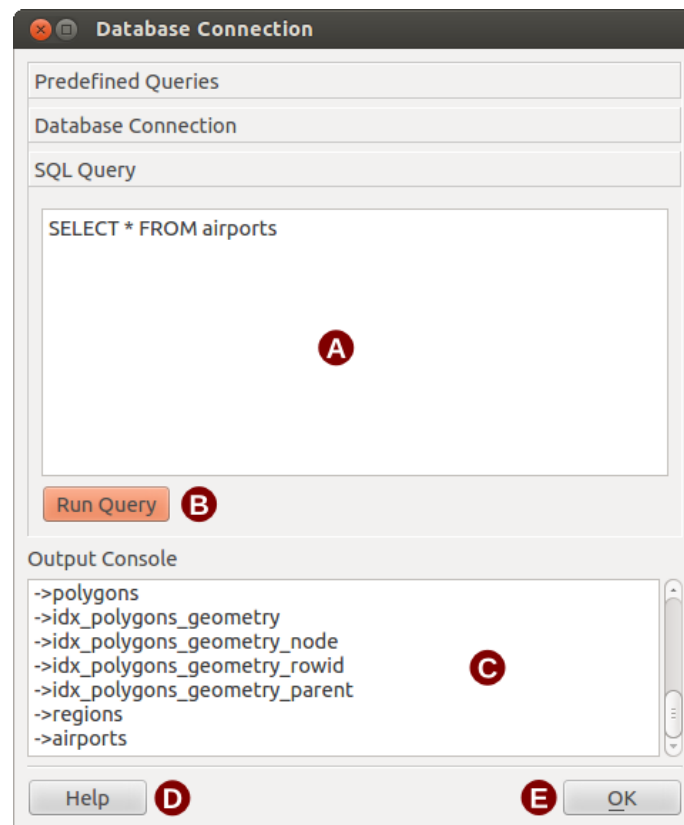 Database Connection
Predefined Queries
Database Connection
SQL Query
SELECT * FROM airports
A
Run Query B
Output Console
->polygons
->idx_polygons_geometry
->idx_polygons_geometry_node
->idx_polygons_geometry_rowid
->idx_polygons_geometry_parent
->regions
->airports
C
Help D E OK